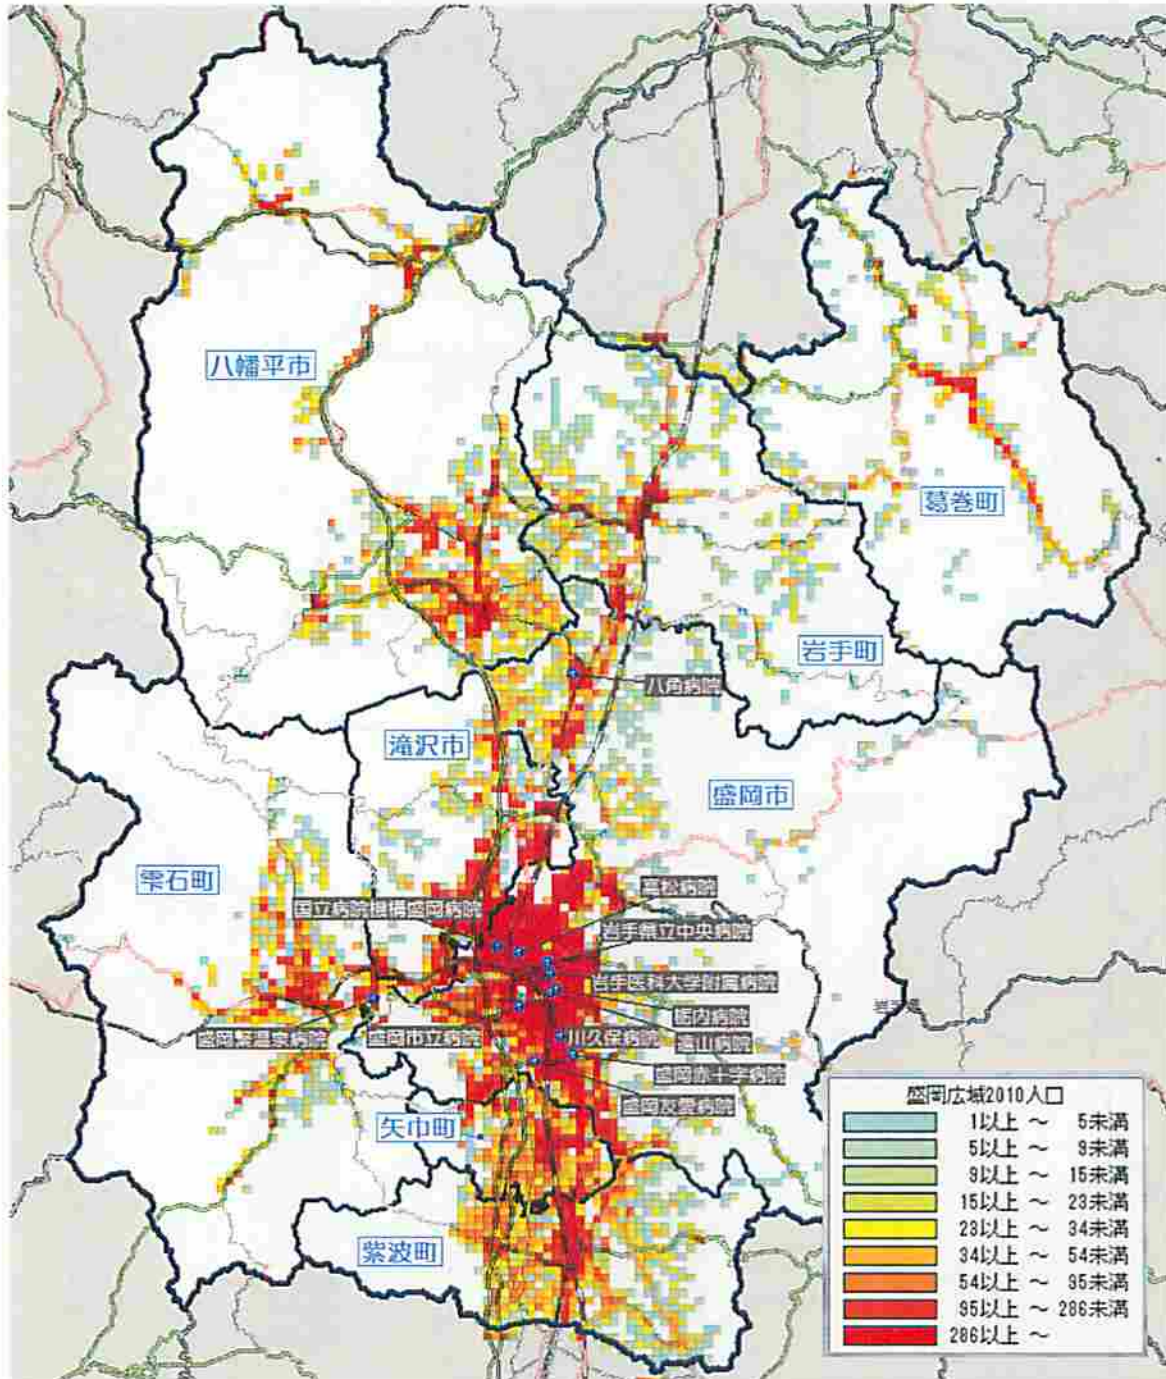 八幡平市
葛巻町
岩手町
八角病院
滝沢市
盛岡市
雫石町
高松病院
国立病院機構盛岡病院
岩手県立中央病院
岩手医科大学附属病院
栃内病院
盛岡繋温泉病院
盛岡市立病院
川久保病院
遠山病院
盛岡赤十字病院
盛岡友愛病院
矢巾町
紫波町
盛岡広域2010人口
1以上 ～ 5未満
5以上 ～ 9未満
9以上 ～ 15未満
15以上 ～ 23未満
23以上 ～ 34未満
34以上 ～ 54未満
54以上 ～ 95未満
95以上 ～ 286未満
286以上 ～